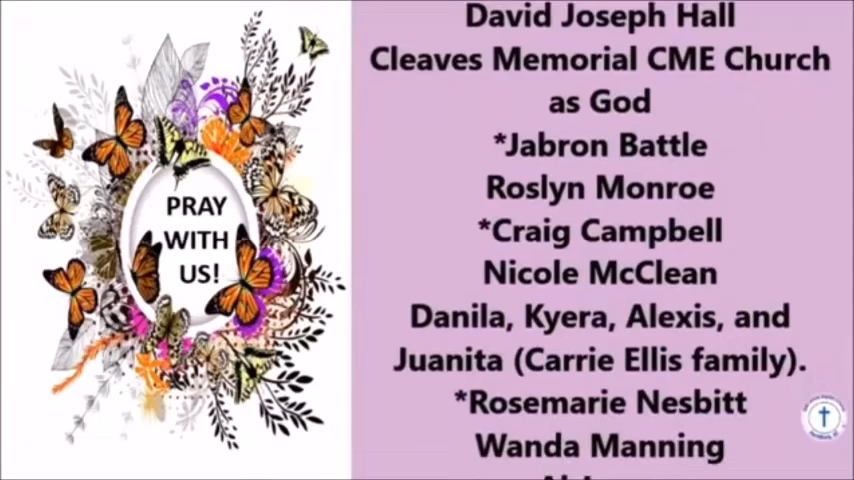 PRAY
WITH
US!
David Joseph Hall
Cleaves Memorial CME Church
as God
*Jabron Battle
Roslyn Monroe
*Craig Campbell
Nicole McClean
Danila, Kyera, Alexis, and
Juanita (Carrie Ellis family).
*Rosemarie Nesbitt
Wanda Manning